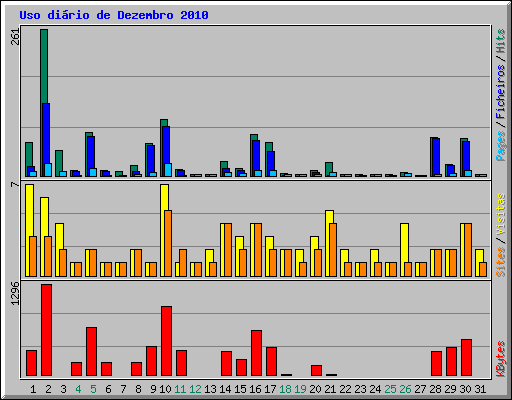 Uso diário de Dezembro 2010
261
Pages / Ficheiros / Hits
7
Sites / Visitas
1296
KBytes
1 2 3 4 5 6 7 8 9 10 11 12 13 14 15 16 17 18 19 20 21 22 23 24 25 26 27 28 29 30 31